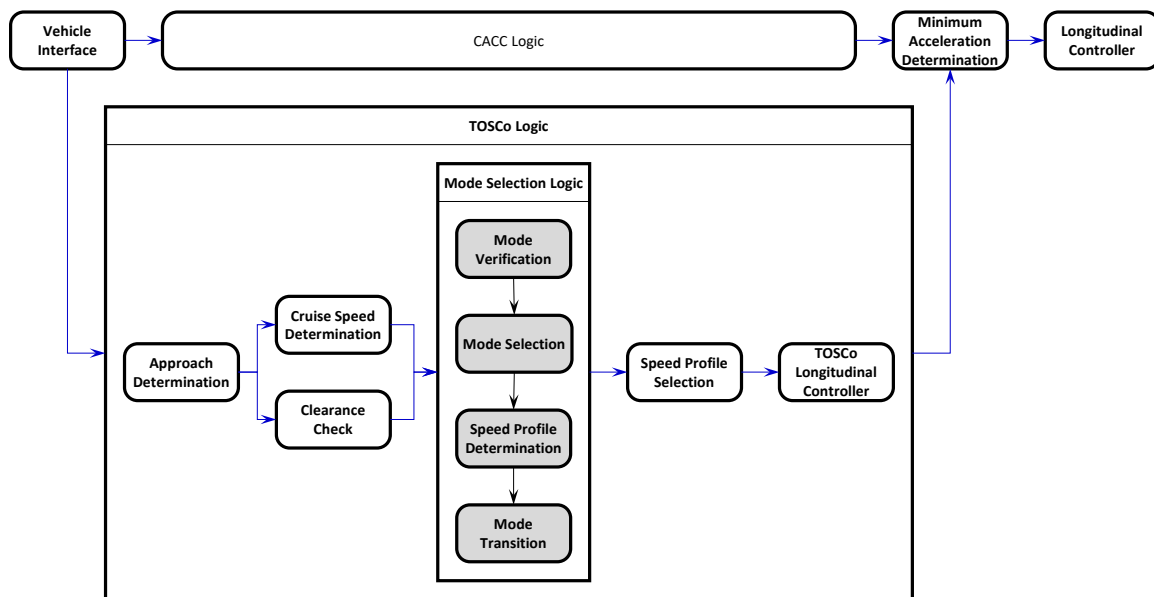 Vehicle
Interface
CACC Logic
Minimum
Acceleration
Determination
Longitudinal
Controller
TOSCo Logic
Mode Selection Logic
Mode
Verification
Mode Selection
Speed Profile
Determination
Mode
Transition
Approach
Determination
Cruise Speed
Determination
Clearance
Check
Speed Profile
Selection
TOSCo
Longitudinal
Controller